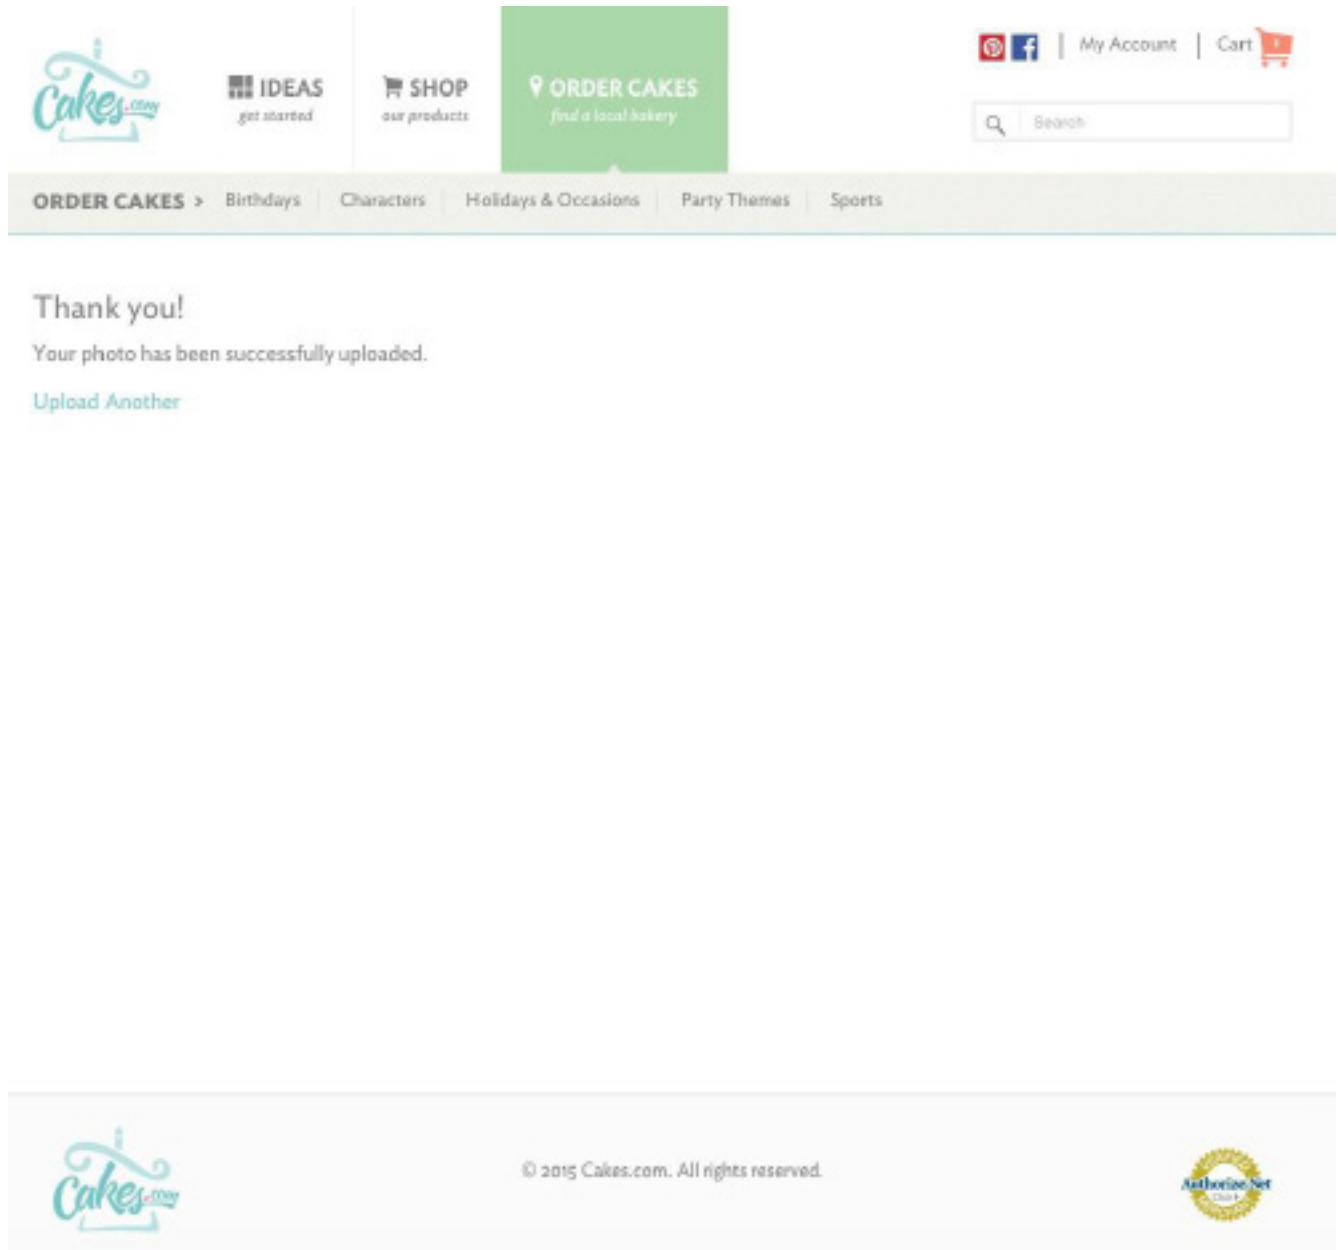 Cakes.com
IDEAS
get started
SHOP
our products
ORDER CAKES
find a local bakery
My Account
Cart
Search
ORDER CAKES > Birthdays Characters Holidays & Occasions Party Themes Sports
Thank you!
Your photo has been successfully uploaded.
Upload Another
Cakes.com
© 2015 Cakes.com. All rights reserved.
Authorize.Net